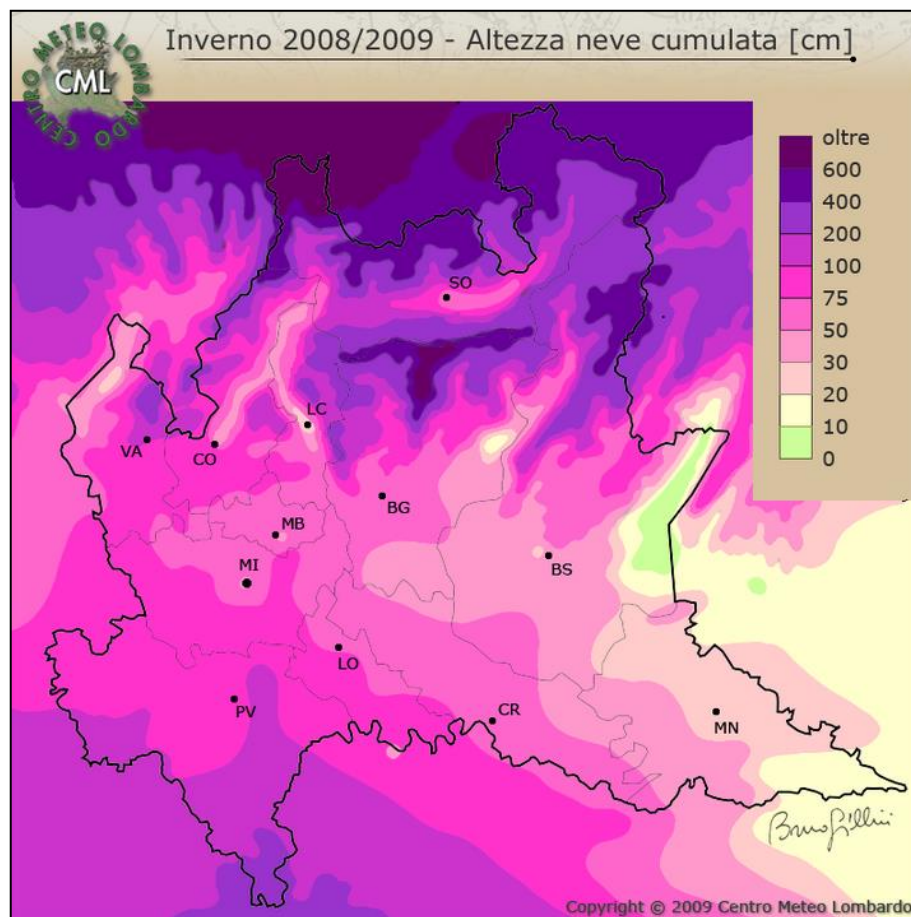 Inverno 2008/2009 - Altezza neve cumulata [cm]
CENTRO METEO LOMBARDO
CML
oltre
600
400
200
100
75
50
30
20
10
0
SO
LC
VA
CO
BG
MB
MI
BS
LO
PV
CR
MN
Copyright © 2009 Centro Meteo Lombardo